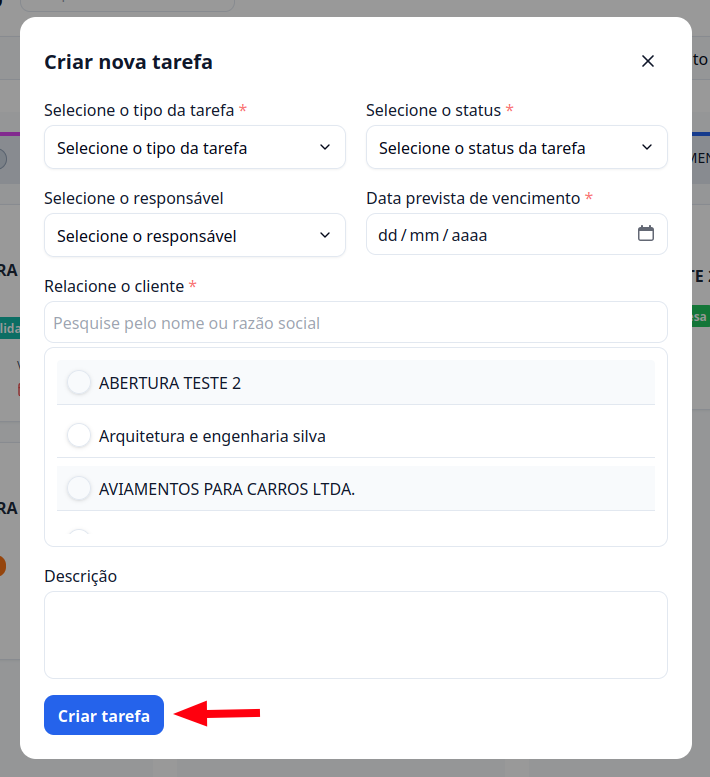 Criar nova tarefa
Selecione o tipo da tarefa *
Selecione o status *
Selecione o tipo da tarefa
Selecione o status da tarefa
Selecione o responsável
Data prevista de vencimento *
Selecione o responsável
dd / mm / aaaa
Relacione o cliente *
Pesquise pelo nome ou razão social
ABERTURA TESTE 2
Arquitetura e engenharia silva
AVIAMENTOS PARA CARROS LTDA.
Descrição
Criar tarefa